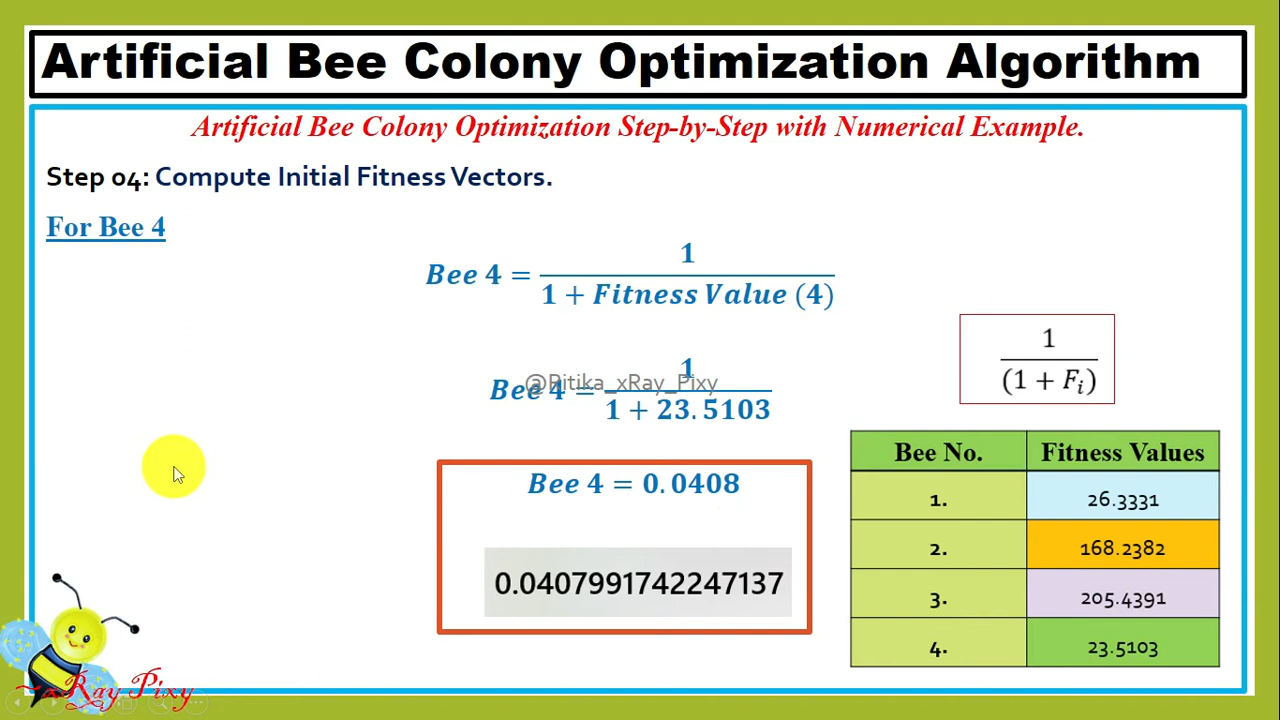 Artificial Bee Colony Optimization Algorithm
Artificial Bee Colony Optimization Step-by-Step with Numerical Example.
Step 04: Compute Initial Fitness Vectors.
For Bee 4
Bee 4 = 1 / 1 + Fitness Value (4)
1 / (1 + Fi)
Bee 4 = 1 / 1 + 23.5103
@Ritika_xRay_Pixy
Bee 4 = 0.0408
0.0407991742247137
Bee No. Fitness Values
1. 26.3331
2. 168.2382
3. 205.4391
4. 23.5103
~xRay Pixy